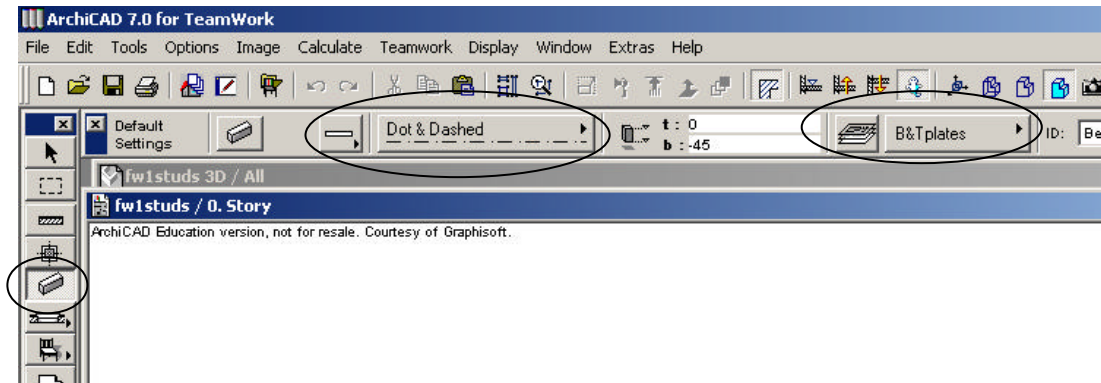 ArchiCAD 7.0 for TeamWork
File Edit Tools Options Image Calculate Teamwork Display Window Extras Help
Default Settings
Dot & Dashed
t : 0
b : -45
B&Tplates
ID: Be
fw1studs 3D / All
fw1studs / 0. Story
ArchiCAD Education version, not for resale. Courtesy of Graphisoft.